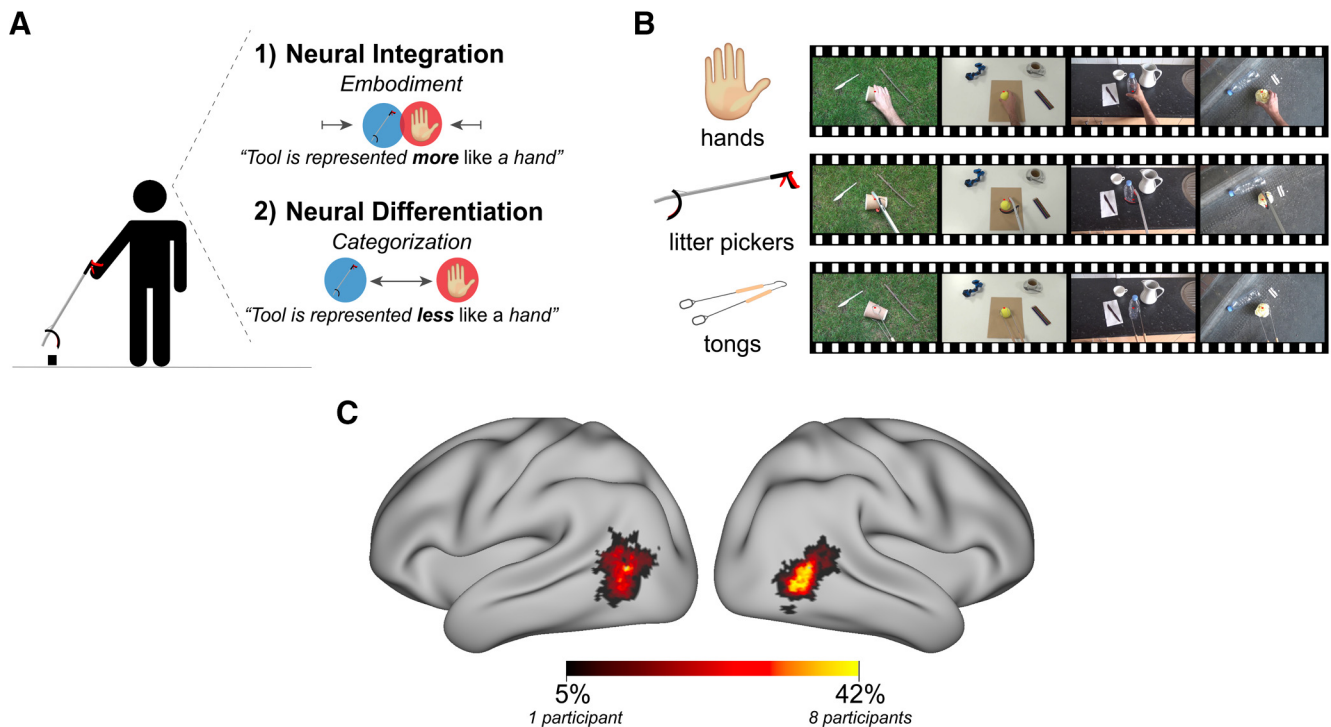 A
1) Neural Integration
Embodiment
“Tool is represented more like a hand”
2) Neural Differentiation
Categorization
“Tool is represented less like a hand”
B
hands
litter pickers
tongs
C
5%
1 participant
42%
8 participants